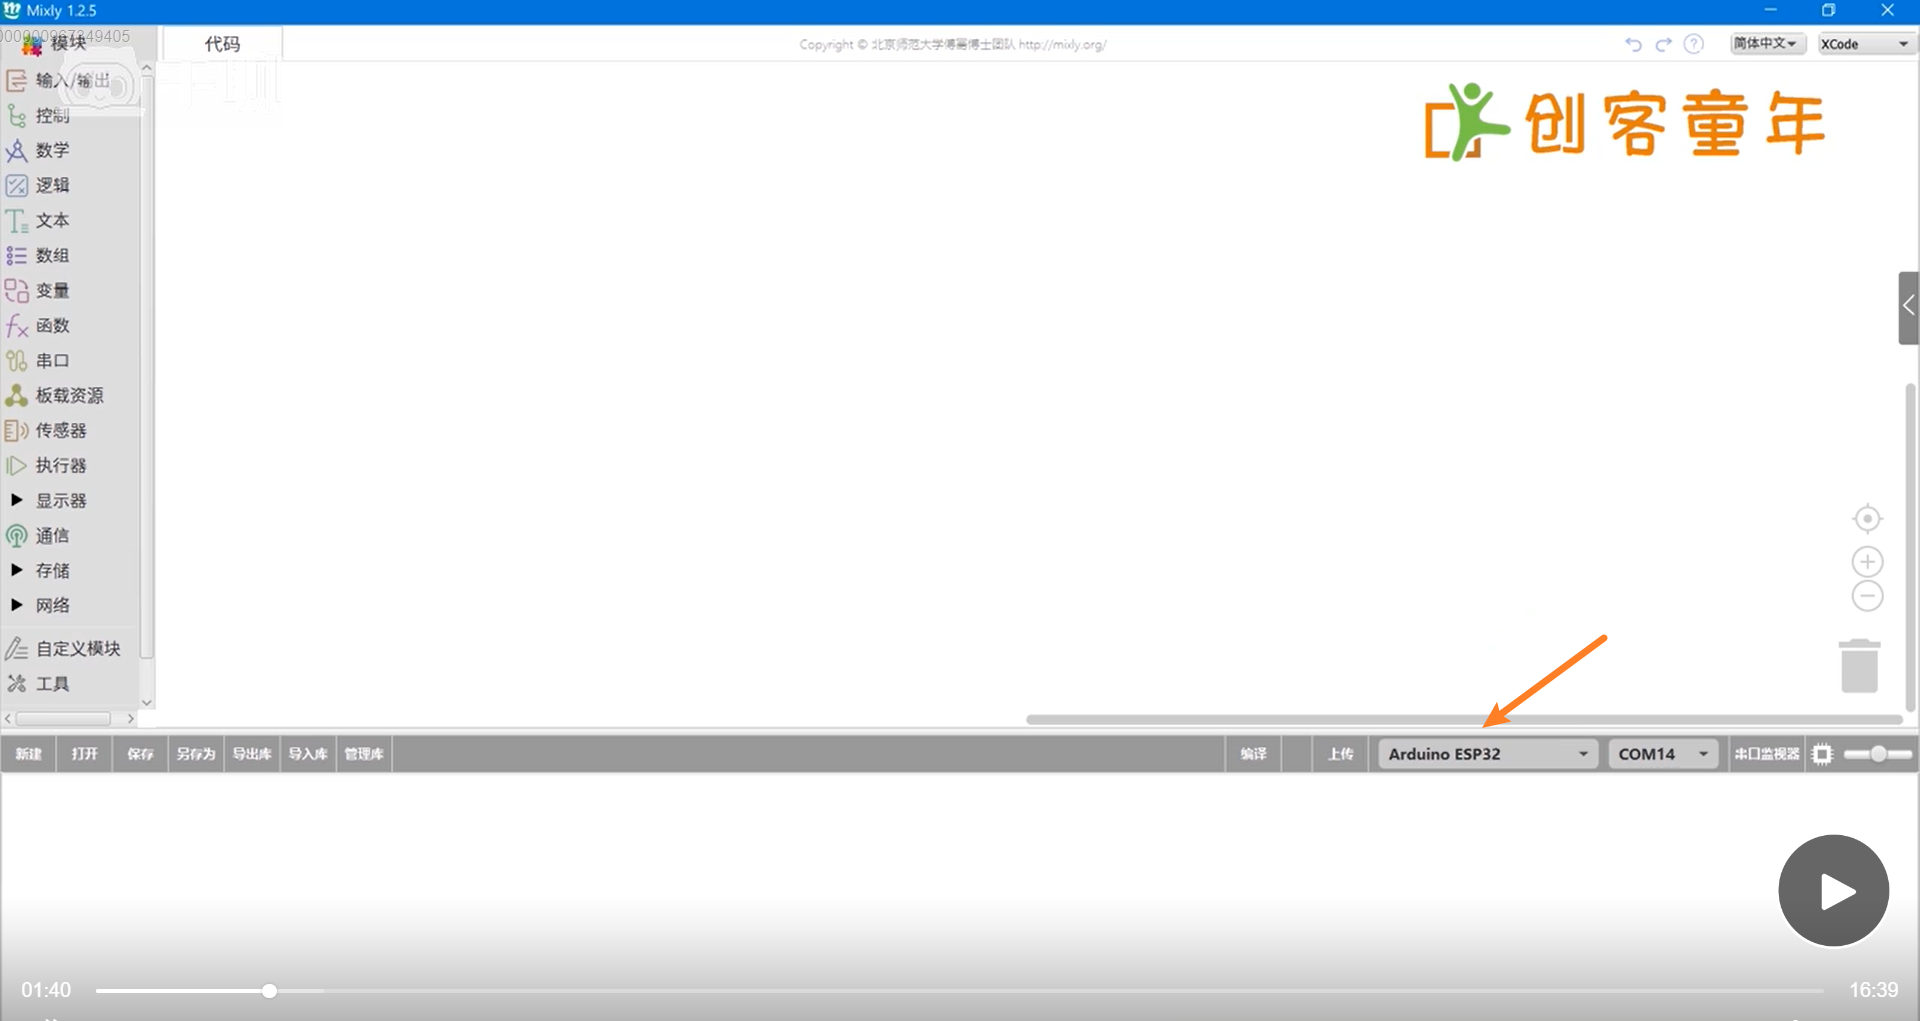 Mixly 1.2.5
000000967349405
模块
代码
Copyright © 北京师范大学傅骞博士团队 http://mixly.org/
简体中文
XCode
输入/输出
控制
数学
逻辑
文本
数组
变量
函数
串口
板载资源
传感器
执行器
显示器
通信
存储
网络
自定义模块
工具
创客童年
新建 打开 保存 另存为 导出库 导入库 管理库 编译 上传 Arduino ESP32 COM14 串口监视器
01:40
16:39